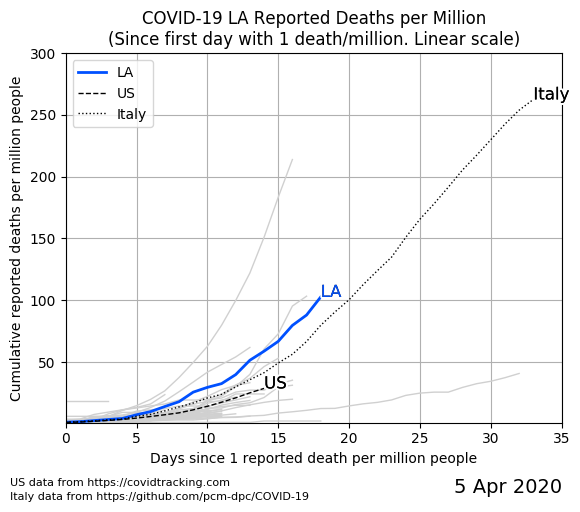 COVID-19 LA Reported Deaths per Million
(Since first day with 1 death/million. Linear scale)
Cumulative reported deaths per million people
300
250
200
150
100
50
LA
US
Italy
Italy
LA
US
0
5
10
15
20
25
30
35
Days since 1 reported death per million people
US data from https://covidtracking.com
Italy data from https://github.com/pcm-dpc/COVID-19
5 Apr 2020